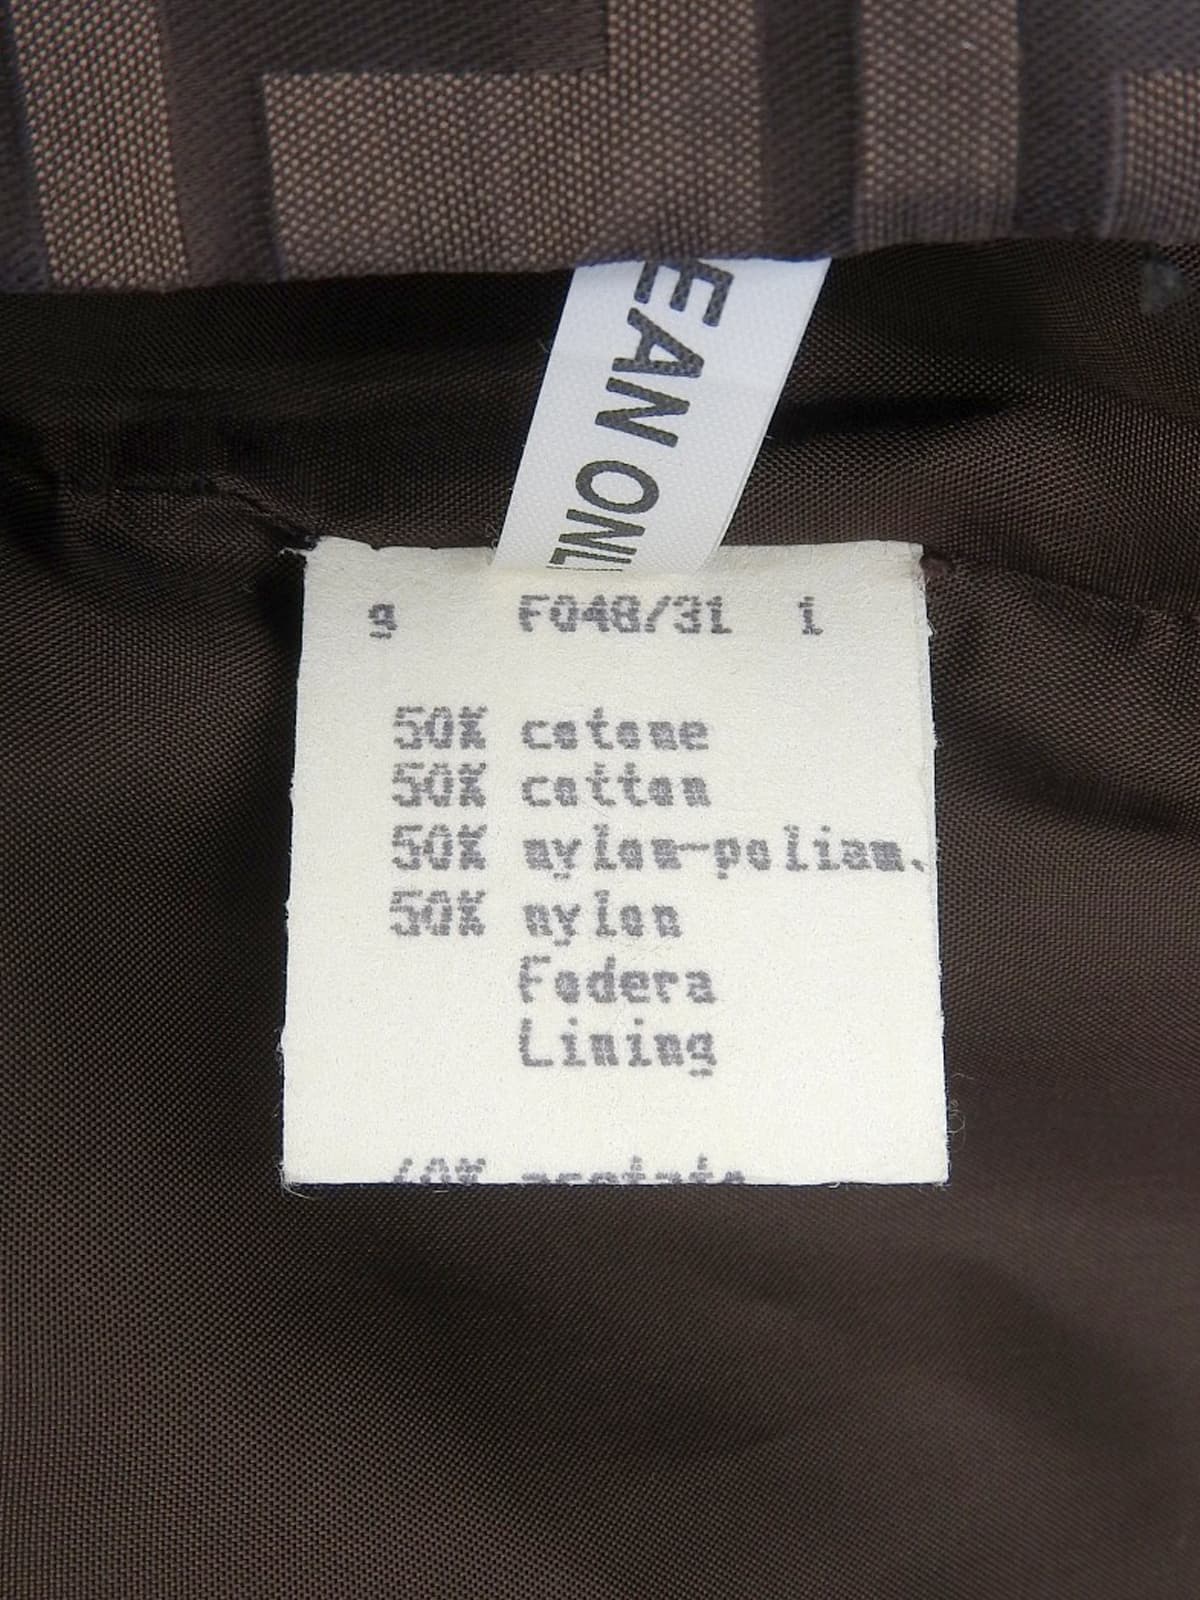 EAN ONL
g F048/31 i
50% cotone
50% cotton
50% nylon-poliam.
50% nylon
Fodera
Lining